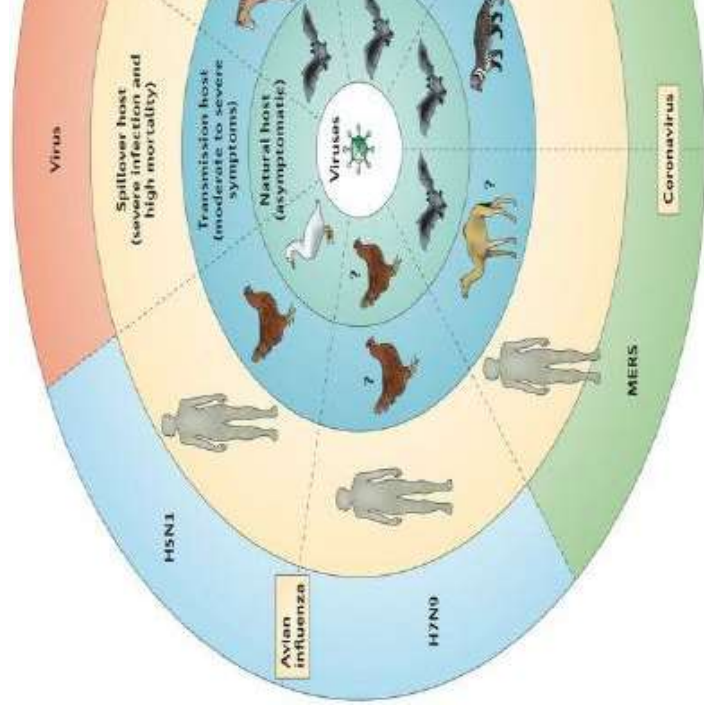 Virus
Spillover host
(severe infection and
high mortality)
Transmission host
(moderate to severe
symptoms)
Natural host
(asymptomatic)
Viruses
?
?
?
Coronavirus
MERS
H5N1
Avian
influenza
H7N9